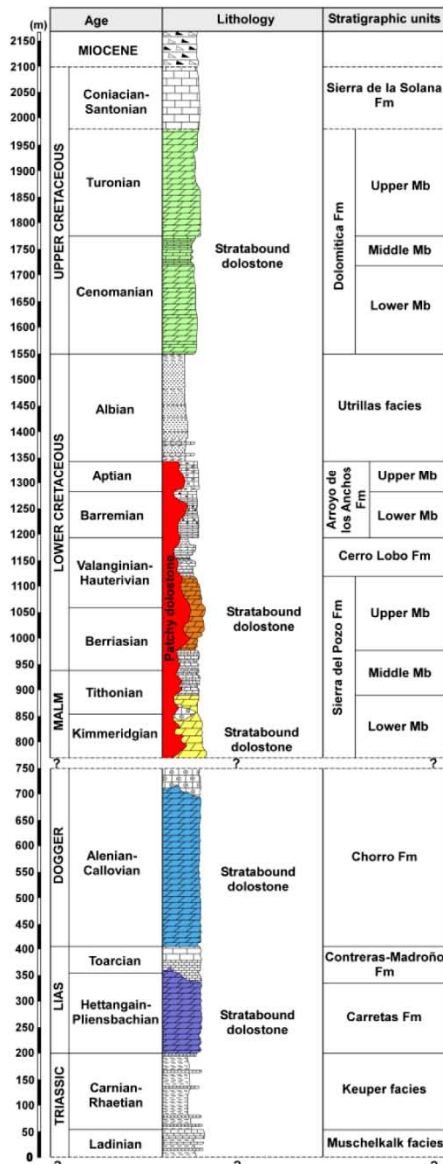 (m) Age Lithology Stratigraphic units
2150
2100
2050
2000
1950
1900
1850
1800
1750
1700
1650
1600
1550
1500
1450
1400
1350
1300
1250
1200
1150
1100
1050
1000
950
900
850
800
750
700
650
600
550
500
450
400
350
300
250
200
150
100
50
0
MIOCENE
UPPER CRETACEOUS
Coniacian-
Santonian
Turonian
Cenomanian
LOWER CRETACEOUS
Albian
Aptian
Barremian
Valanginian-
Hauterivian
Berriasian
MALM
Tithonian
Kimmeridgian
?
DOGGER
Alenian-
Callovian
LIAS
Toarcian
Hettangain-
Pliensbachian
TRIASSIC
Carnian-
Rhaetian
Ladinian
?
Stratabound
dolostone
Patchy dolostone
Stratabound
dolostone
Stratabound
dolostone
?
Stratabound
dolostone
Stratabound
dolostone
?
Sierra de la Solana
Fm
Dolomitica Fm
Upper Mb
Middle Mb
Lower Mb
Utrillas facies
Arroyo de
los Anchos
Fm
Upper Mb
Lower Mb
Cerro Lobo Fm
Sierra del Pozo Fm
Upper Mb
Middle Mb
Lower Mb
?
Chorro Fm
Contreras-Madroño
Fm
Carretas Fm
Keuper facies
Muschelkalk facies
?